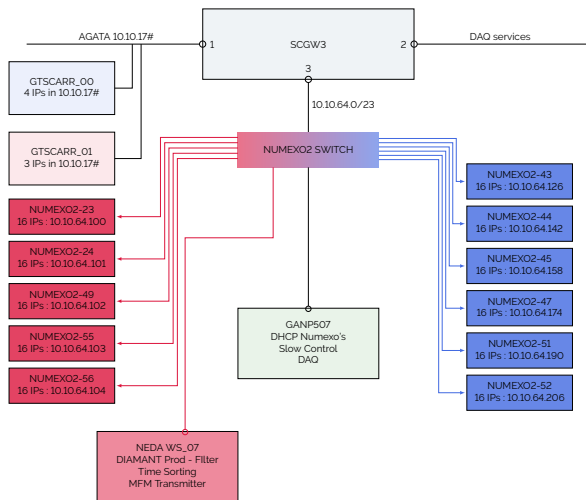 AGATA 10.10.17#
1
SCGW3
2
DAQ services
3
GTSCARR_00
4 IPs in 10.10.17#
10.10.64.0/23
GTSCARR_01
3 IPs in 10.10.17#
NUMEXO2 SWITCH
NUMEXO2-23
16 IPs : 10.10.64.100
NUMEXO2-24
16 IPs : 10.10.64.101
NUMEXO2-49
16 IPs : 10.10.64.102
NUMEXO2-55
16 IPs : 10.10.64.103
NUMEXO2-56
16 IPs : 10.10.64.104
NUMEXO2-43
16 IPs : 10.10.64.126
NUMEXO2-44
16 IPs : 10.10.64.142
NUMEXO2-45
16 IPs : 10.10.64.158
NUMEXO2-47
16 IPs : 10.10.64.174
NUMEXO2-51
16 IPs : 10.10.64.190
NUMEXO2-52
16 IPs : 10.10.64.206
GANP507
DHCP Numexo's
Slow Control
DAQ
NEDA WS_07
DIAMANT Prod - FIlter
Time Sorting
MFM Transmitter